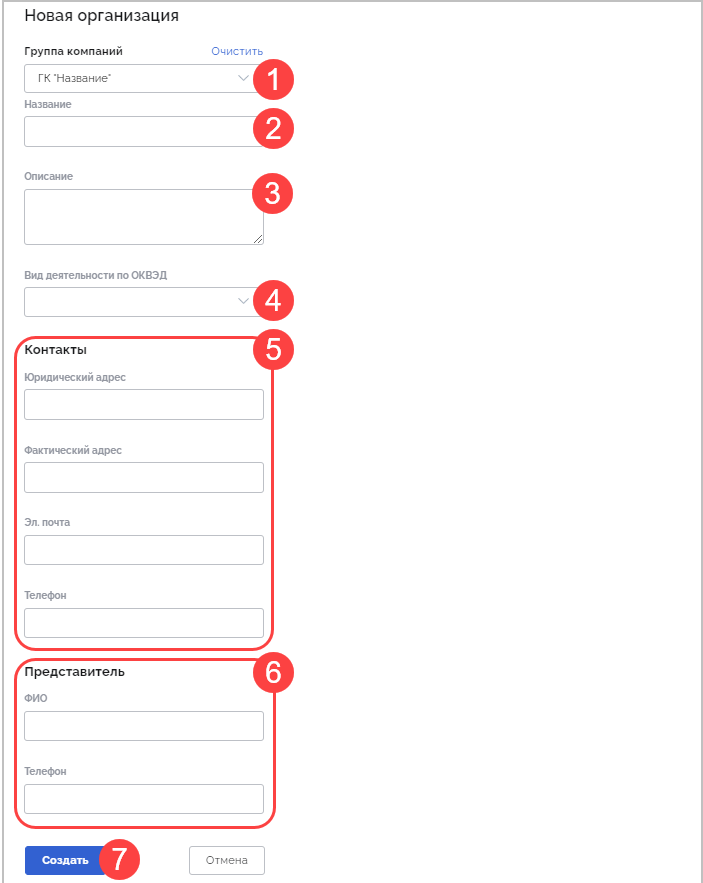 Новая организация
Группа компаний Очистить
ГК "Название" 1
Название
2
Описание
3
Вид деятельности по ОКВЭД
4
Контакты 5
Юридический адрес
Фактический адрес
Эл. почта
Телефон
Представитель 6
ФИО
Телефон
Создать 7 Отмена